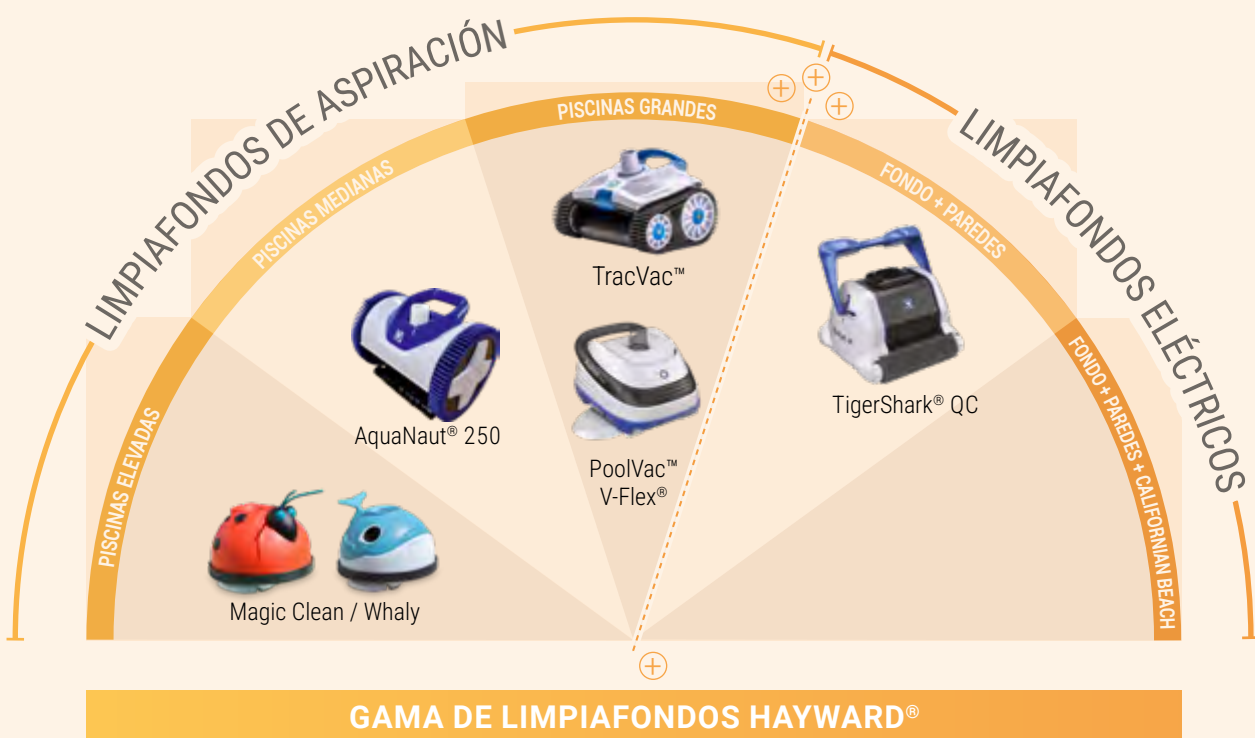 LIMPIAFONDOS DE ASPIRACIÓN
LIMPIAFONDOS ELÉCTRICOS
PISCINAS ELEVADAS
PISCINAS MEDIANAS
PISCINAS GRANDES
FONDO + PAREDES
FONDO + PAREDES + CALIFORNIAN BEACH
TracVac™
AquaNaut® 250
PoolVac™
V-Flex®
TigerShark® QC
Magic Clean / Whaly
GAMA DE LIMPIAFONDOS HAYWARD®